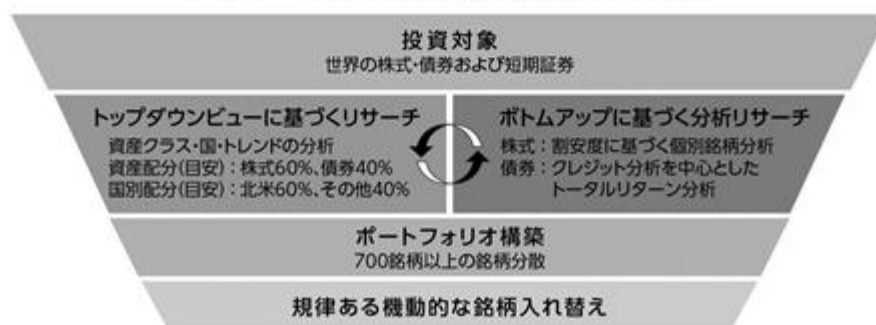 投資対象
世界の株式・債券および短期証券
トップダウンビューに基づくリサーチ
資産クラス・国・トレンドの分析
資産配分(目安)：株式60%、債券40%
国別配分(目安)：北米60%、その他40%
ボトムアップに基づく分析リサーチ
株式：割安度に基づく個別銘柄分析
債券：クレジット分析を中心とした
トータルリターン分析
ポートフォリオ構築
700銘柄以上の銘柄分散
規律ある機動的な銘柄入れ替え